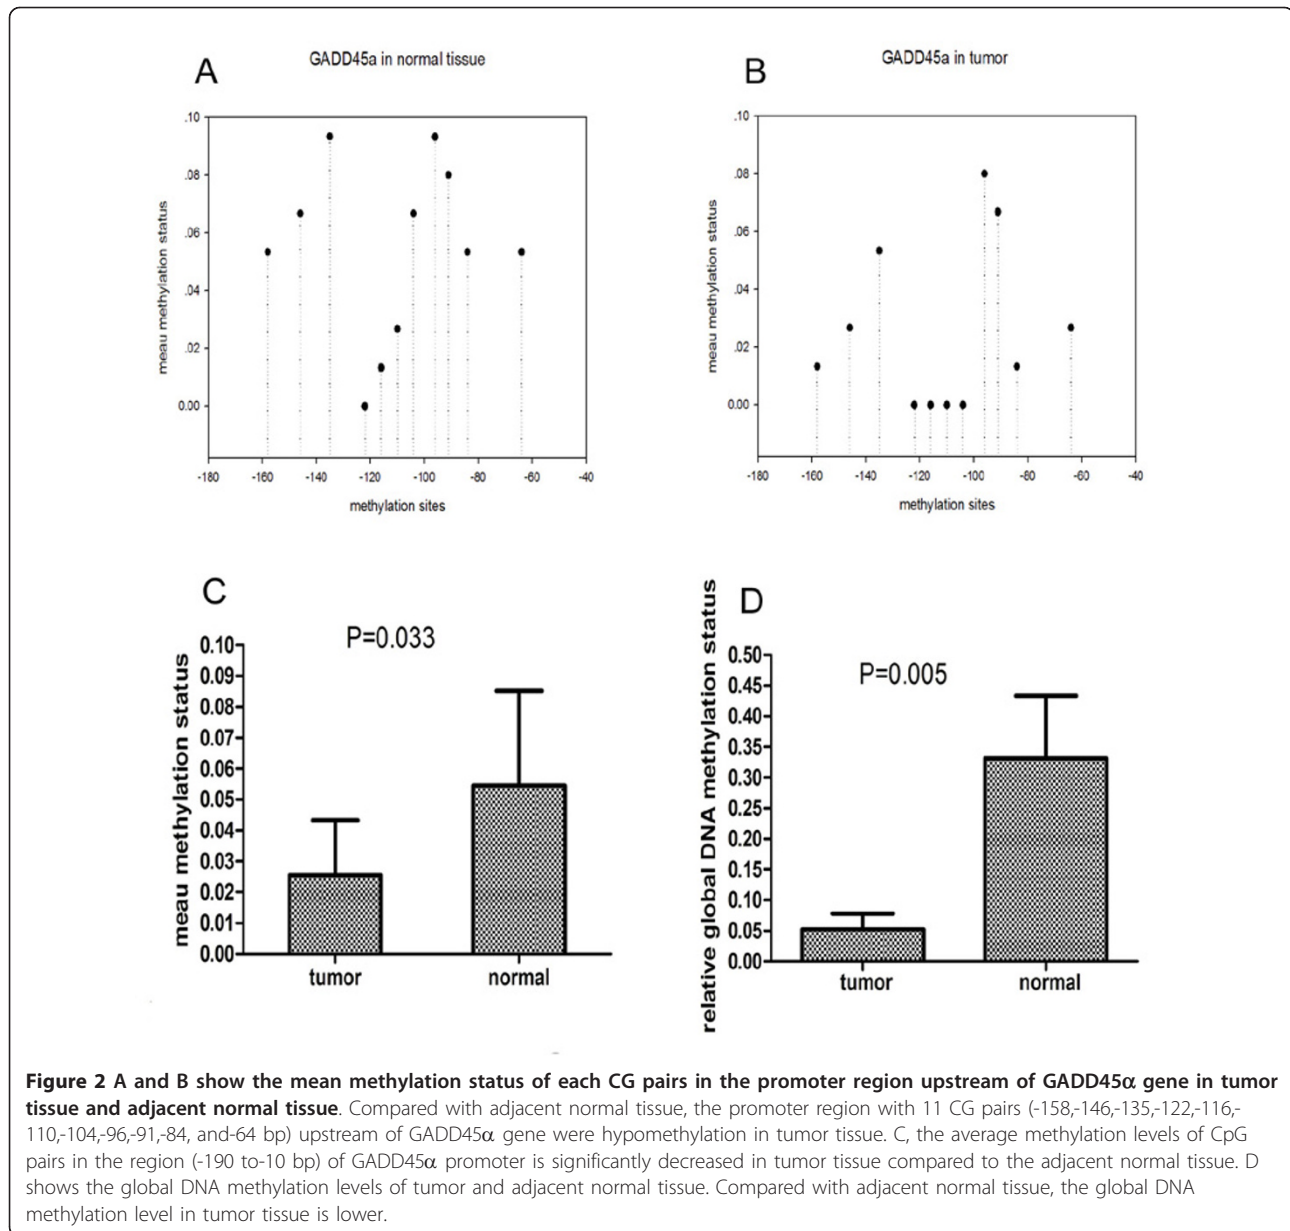 A
GADD45a in normal tissue
.10
.08
.06
.04
.02
0.00
meau methylation status
-180 -160 -140 -120 -100 -80 -60 -40
methylation sites
B
GADD45a in tumor
.10
.08
.06
.04
.02
0.00
meau methylation status
-180 -160 -140 -120 -100 -80 -60 -40
methylation sites
C
P=0.033
0.10
0.09
0.08
0.07
0.06
0.05
0.04
0.03
0.02
0.01
0.00
meau methylation status
tumor normal
D
P=0.005
0.50
0.45
0.40
0.35
0.30
0.25
0.20
0.15
0.10
0.05
0.00
relative global DNA methylation status
tumor normal
Figure 2 A and B show the mean methylation status of each CG pairs in the promoter region upstream of GADD45α gene in tumor
tissue and adjacent normal tissue. Compared with adjacent normal tissue, the promoter region with 11 CG pairs (-158,-146,-135,-122,-116,-
110,-104,-96,-91,-84, and-64 bp) upstream of GADD45α gene were hypomethylation in tumor tissue. C, the average methylation levels of CpG
pairs in the region (-190 to-10 bp) of GADD45α promoter is significantly decreased in tumor tissue compared to the adjacent normal tissue. D
shows the global DNA methylation levels of tumor and adjacent normal tissue. Compared with adjacent normal tissue, the global DNA
methylation level in tumor tissue is lower.